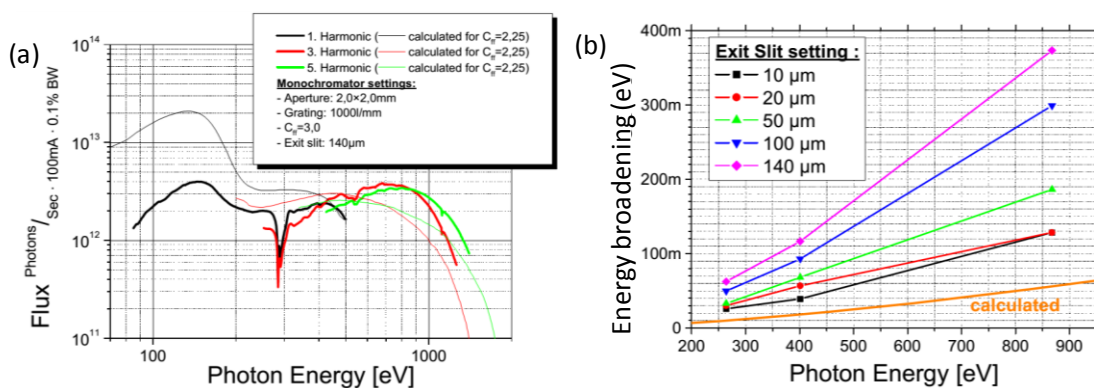 (a)
10^14
10^13
10^12
10^11
Flux Photons/Sec · 100mA · 0.1% BW
1. Harmonic (—— calculated for C_ff=2,25)
3. Harmonic (—— calculated for C_ff=2,25)
5. Harmonic (—— calculated for C_ff=2,25)
Monochromator settings:
- Aperture: 2,0×2,0mm
- Grating: 1000l/mm
- C_ff=3,0
- Exit slit: 140µm
100
1000
Photon Energy [eV]
(b)
400m
300m
200m
100m
0
Energy broadening (eV)
Exit Slit setting :
10 µm
20 µm
50 µm
100 µm
140 µm
calculated
200 300 400 500 600 700 800 900
Photon Energy [eV]